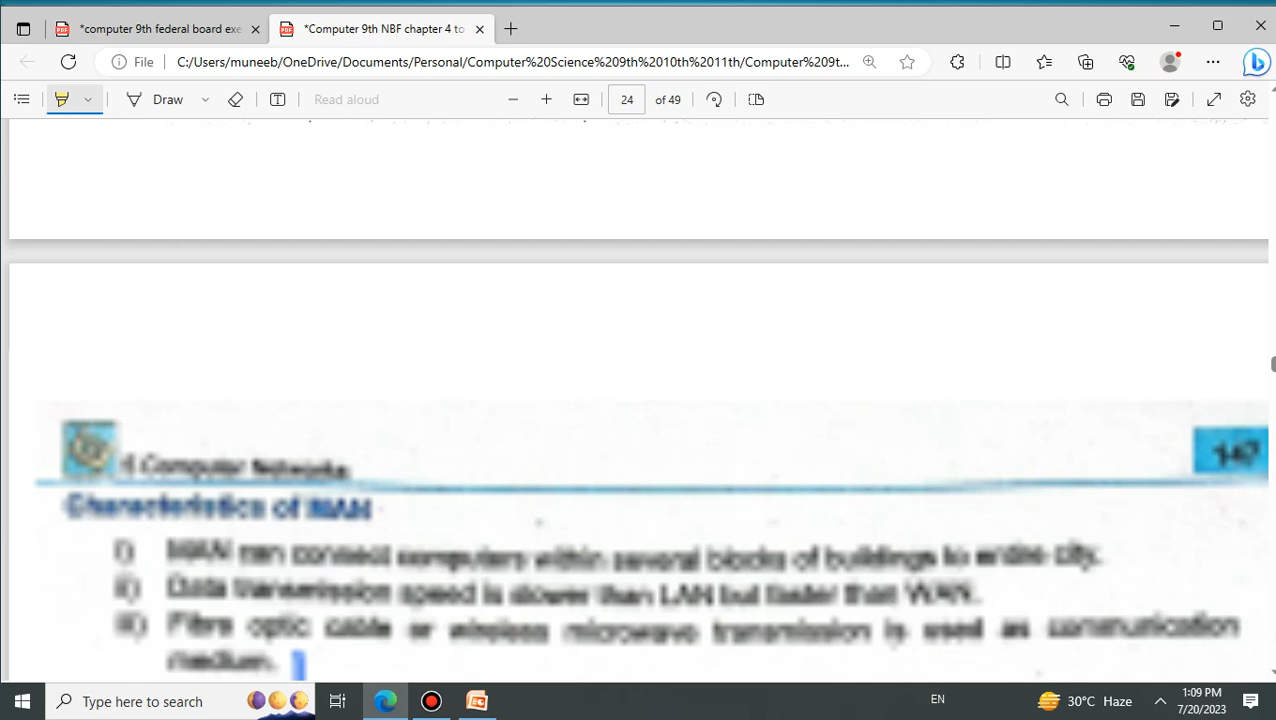 *computer 9th federal board exe
*Computer 9th NBF chapter 4 to
File
C:/Users/muneeb/OneDrive/Documents/Personal/Computer%20Science%209th%2010th%2011th/Computer%209t...
Draw
Read aloud
24 of 49
6 Computer Networks
147
Characteristics of MAN
i) MAN can connect computers within several blocks of buildings to entire city.
ii) Data transmission speed is slower than LAN but faster than WAN.
iii) Fibre optic cable or wireless microwave transmission is used as communication
medium.
Type here to search
EN
30°C Haze
1:09 PM
7/20/2023